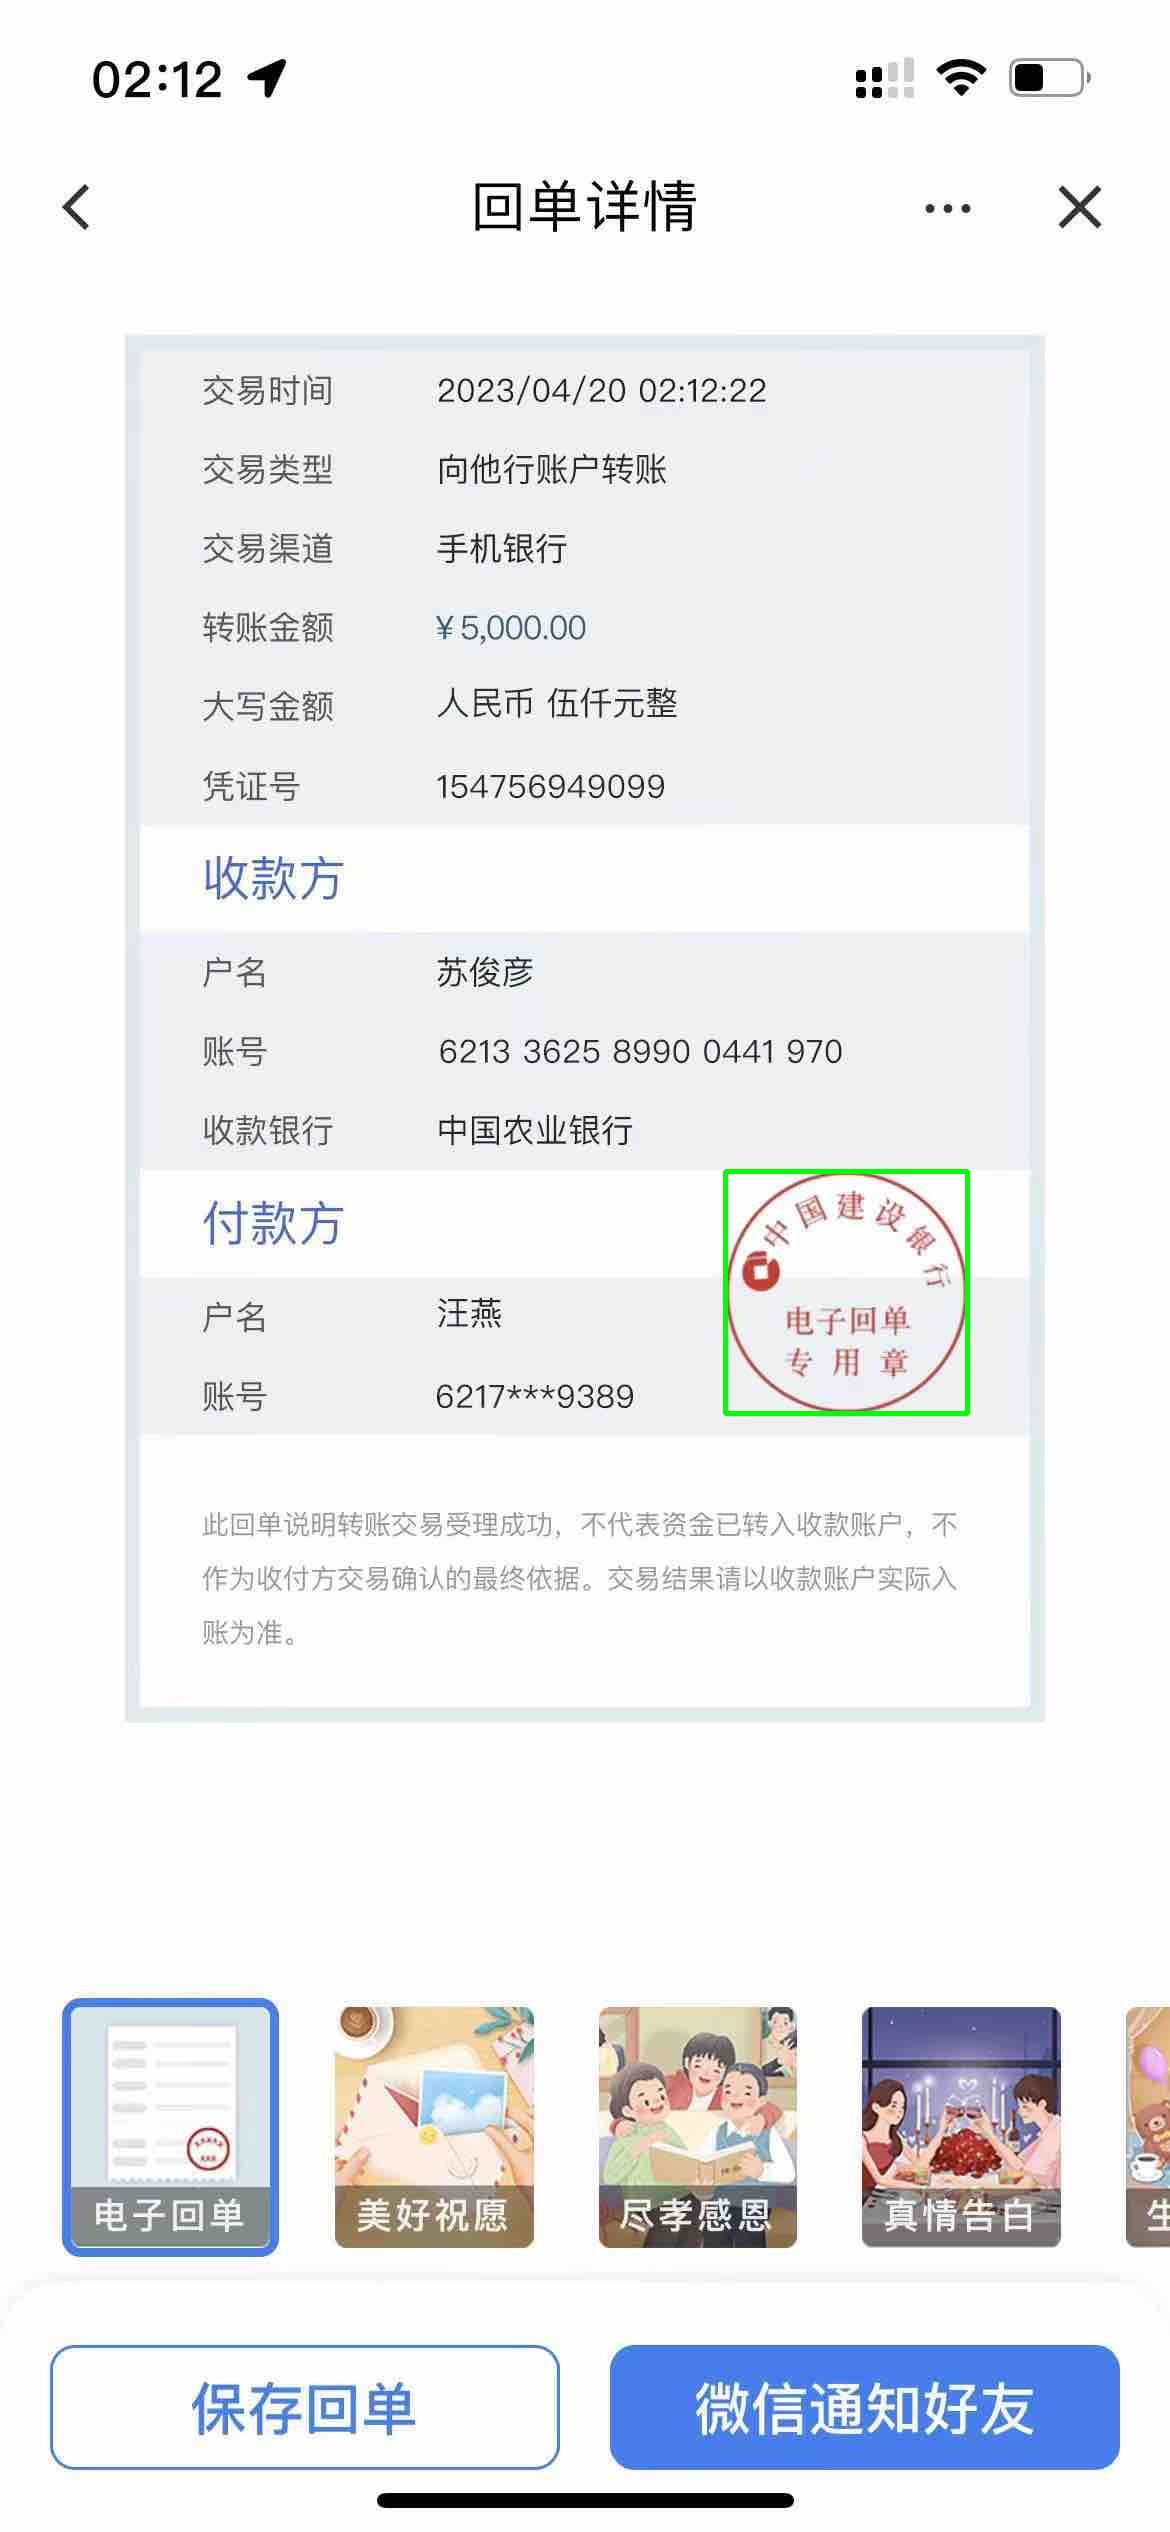 02:12
回单详情
交易时间 2023/04/20 02:12:22
交易类型 向他行账户转账
交易渠道 手机银行
转账金额 ¥5,000.00
大写金额 人民币 伍仟元整
凭证号 154756949099
收款方
户名 苏俊彦
账号 6213 3625 8990 0441 970
收款银行 中国农业银行
付款方
中国建设银行
电子回单
专用章
户名 汪燕
账号 6217***9389
此回单说明转账交易受理成功，不代表资金已转入收款账户，不
作为收付方交易确认的最终依据。交易结果请以收款账户实际入
账为准。
电子回单 美好祝愿 尽孝感恩 真情告白 生
保存回单 微信通知好友